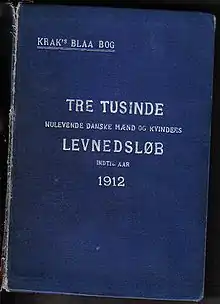 KRAK's BLAA BOG
TRE TUSINDE
NULEVENDE DANSKE MÆND OG KVINDERS
LEVNEDSLØB
INDTIL AAR
1912